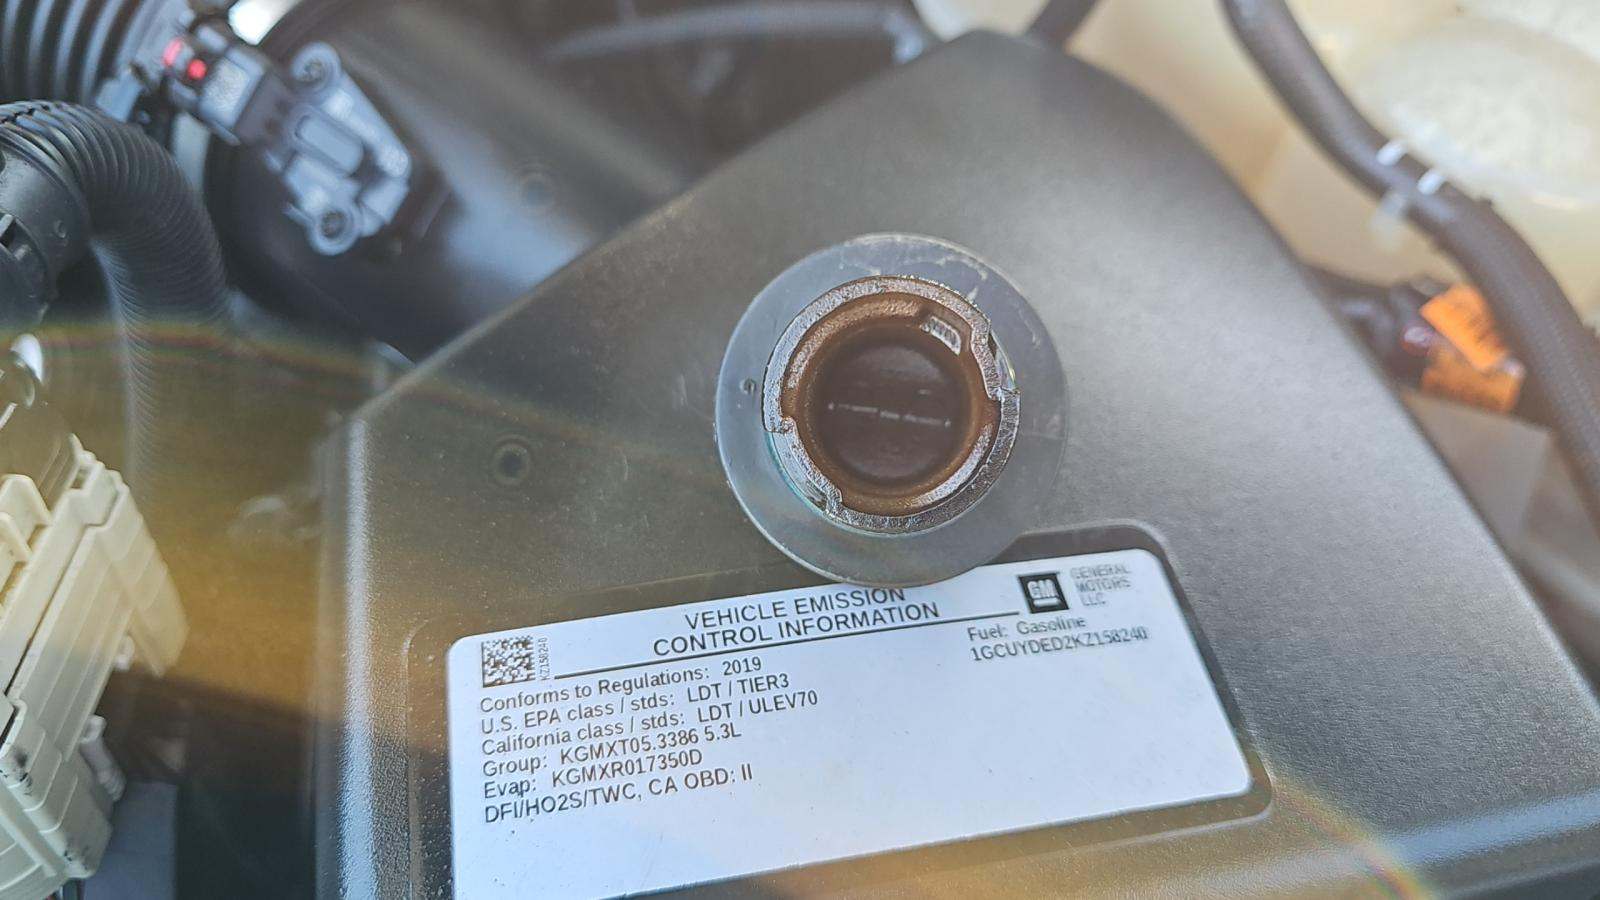 VEHICLE EMISSION
CONTROL INFORMATION
GM
GENERAL
MOTORS
LLC
KZ158240
Fuel: Gasoline
1GCUYDED2KZ158240
Conforms to Regulations: 2019
U.S. EPA class / stds: LDT / TIER3
California class / stds: LDT / ULEV70
Group: KGMXT05.3386 5.3L
Evap: KGMXR017350D
DFI/HO2S/TWC, CA OBD: II